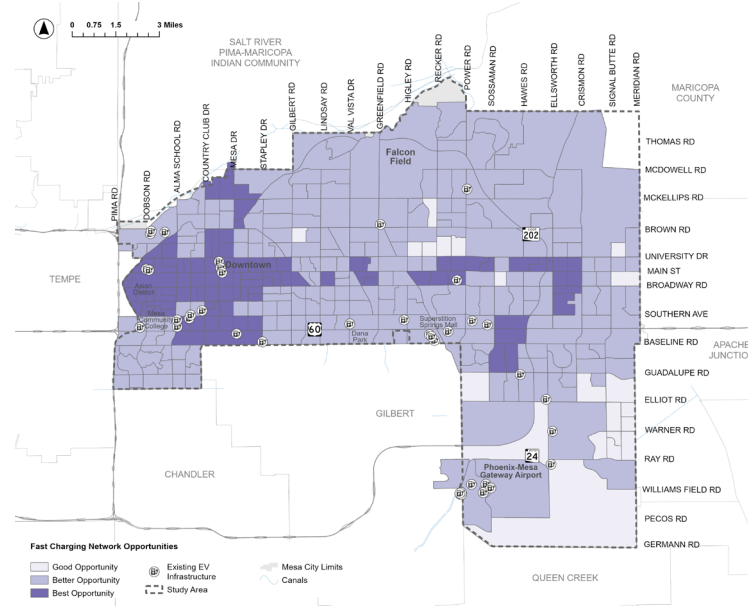 0 0.75 1.5 3 Miles
SALT RIVER
PIMA-MARICOPA
INDIAN COMMUNITY
MARICOPA
COUNTY
PIMA RD
DOBSON RD
ALMA SCHOOL RD
COUNTRY CLUB DR
MESA DR
STAPLEY DR
GILBERT RD
LINDSAY RD
VAL VISTA DR
GREENFIELD RD
HIGLEY RD
RECKER RD
POWER RD
SOSSAMAN RD
HAWES RD
ELLSWORTH RD
CRISMON RD
SIGNAL BUTTE RD
MERIDIAN RD
THOMAS RD
MCDOWELL RD
MCKELLIPS RD
BROWN RD
UNIVERSITY DR
MAIN ST
BROADWAY RD
SOUTHERN AVE
BASELINE RD
GUADALUPE RD
ELLIOT RD
WARNER RD
RAY RD
WILLIAMS FIELD RD
PECOS RD
GERMANN RD
Falcon
Field
202
TEMPE
Downtown
Asian
District
Mesa
Community
College
60
Dana
Park
Superstition
Springs Mall
APACHE
JUNCTIO
GILBERT
CHANDLER
24
Phoenix-Mesa
Gateway Airport
QUEEN CREEK
Fast Charging Network Opportunities
Good Opportunity
Better Opportunity
Best Opportunity
Existing EV
Infrastructure
Study Area
Mesa City Limits
Canals